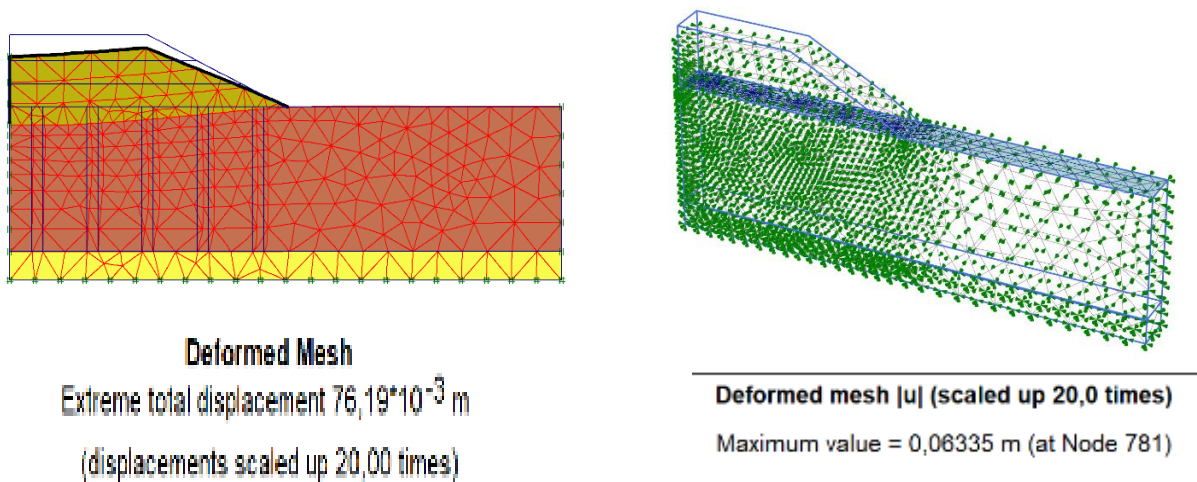 Deformed Mesh
Extreme total displacement 76,19*10⁻³ m
(displacements scaled up 20,00 times)
Deformed mesh |u| (scaled up 20,0 times)
Maximum value = 0,06335 m (at Node 781)